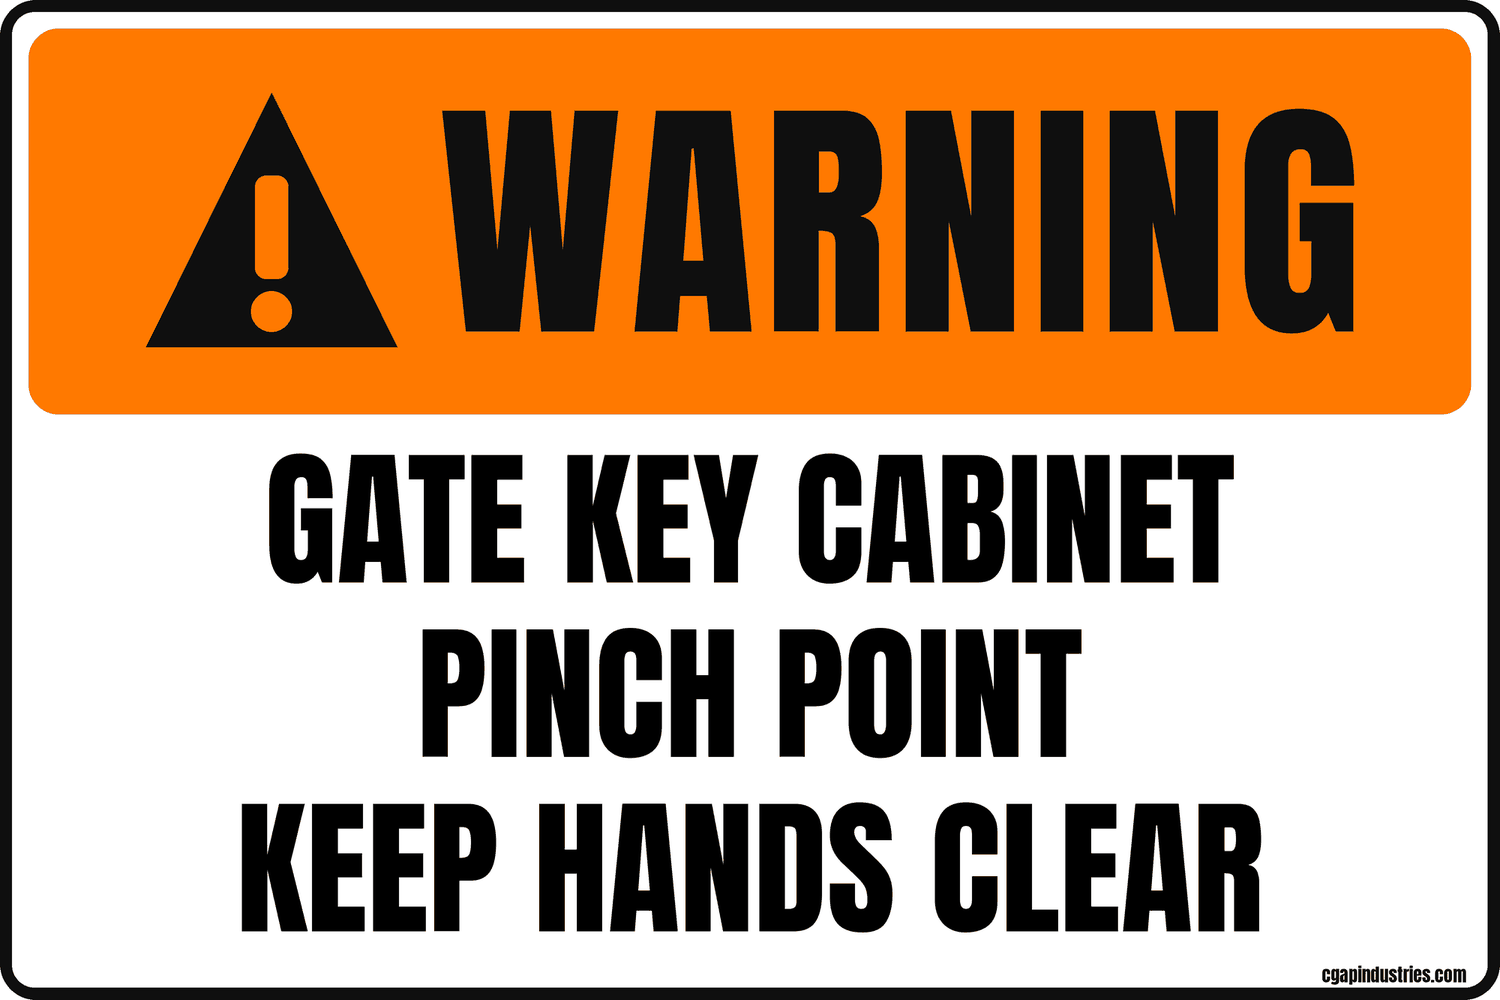 WARNING
GATE KEY CABINET
PINCH POINT
KEEP HANDS CLEAR
cgapindustries.com